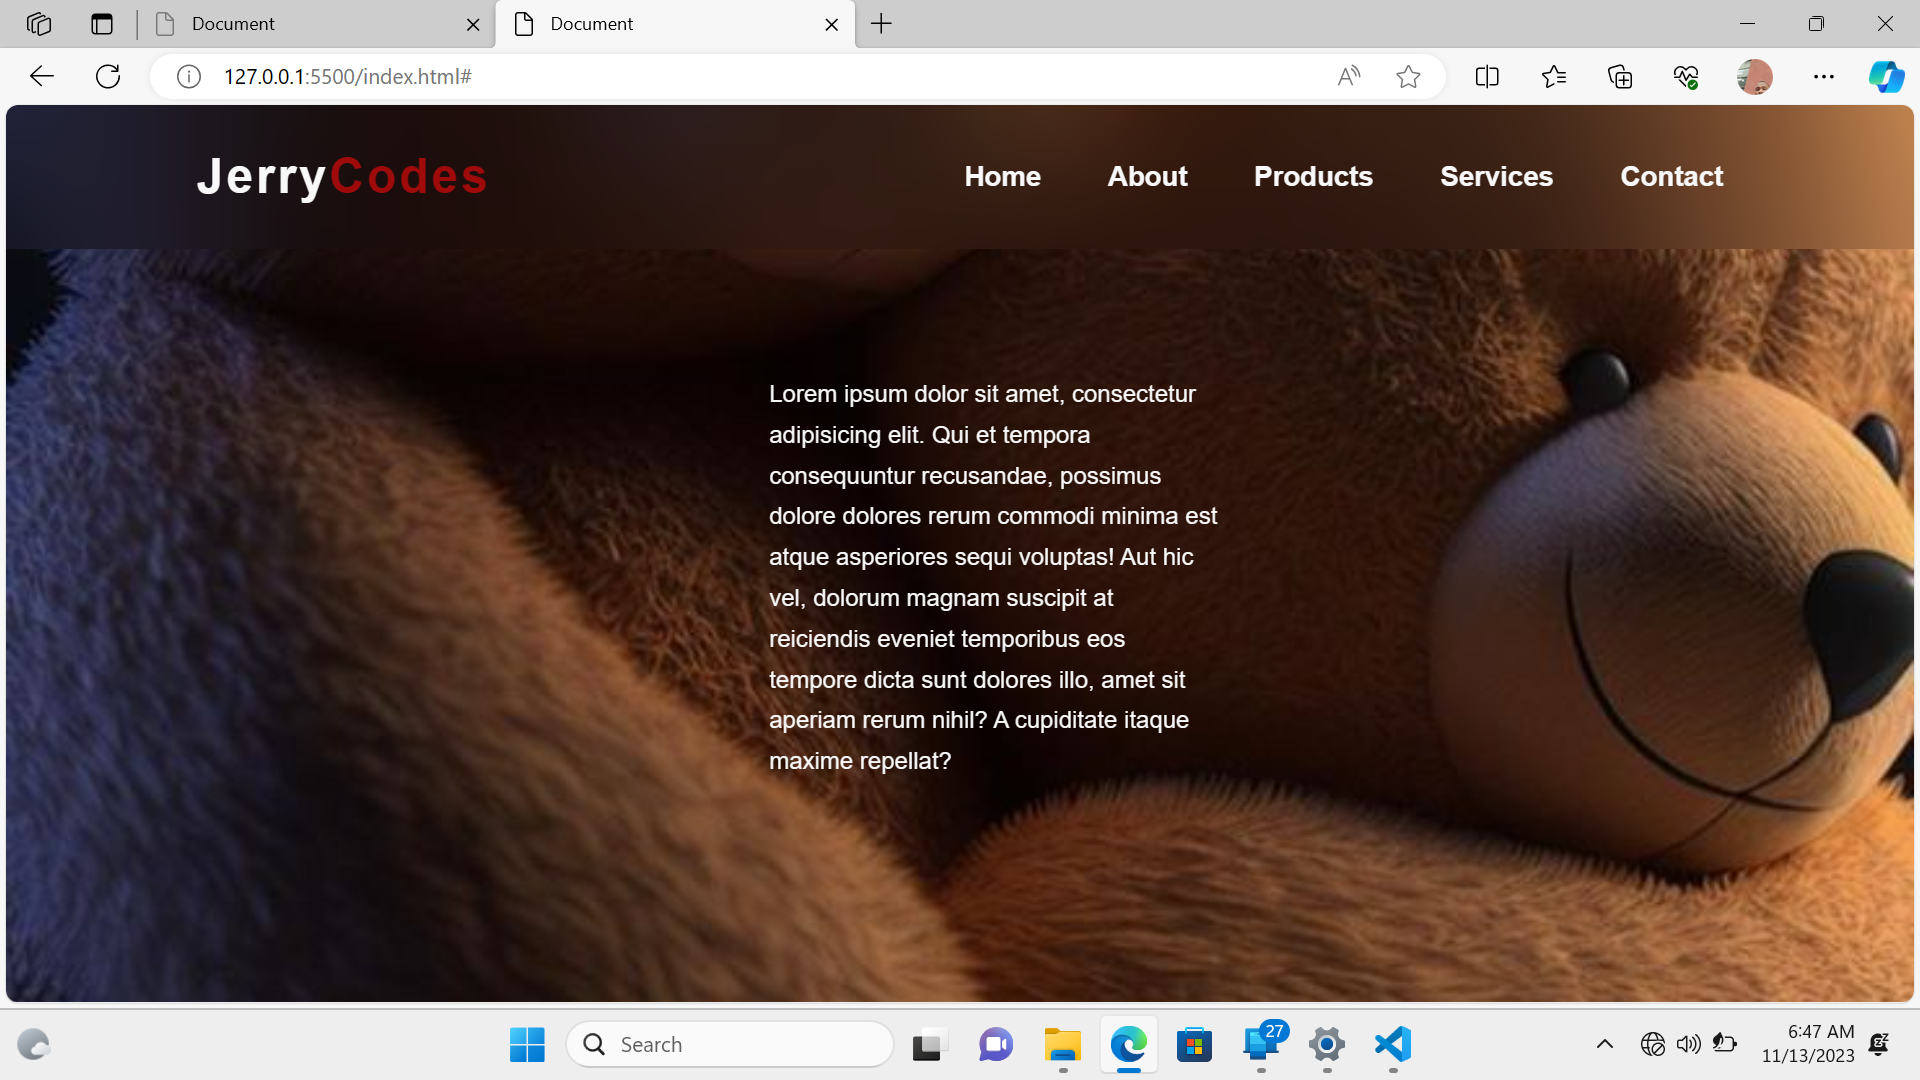 Document
Document
127.0.0.1:5500/index.html#
JerryCodes
Home
About
Products
Services
Contact
Lorem ipsum dolor sit amet, consectetur
adipisicing elit. Qui et tempora
consequuntur recusandae, possimus
dolore dolores rerum commodi minima est
atque asperiores sequi voluptas! Aut hic
vel, dolorum magnam suscipit at
reiciendis eveniet temporibus eos
tempore dicta sunt dolores illo, amet sit
aperiam rerum nihil? A cupiditate itaque
maxime repellat?
Search
27
6:47 AM
11/13/2023